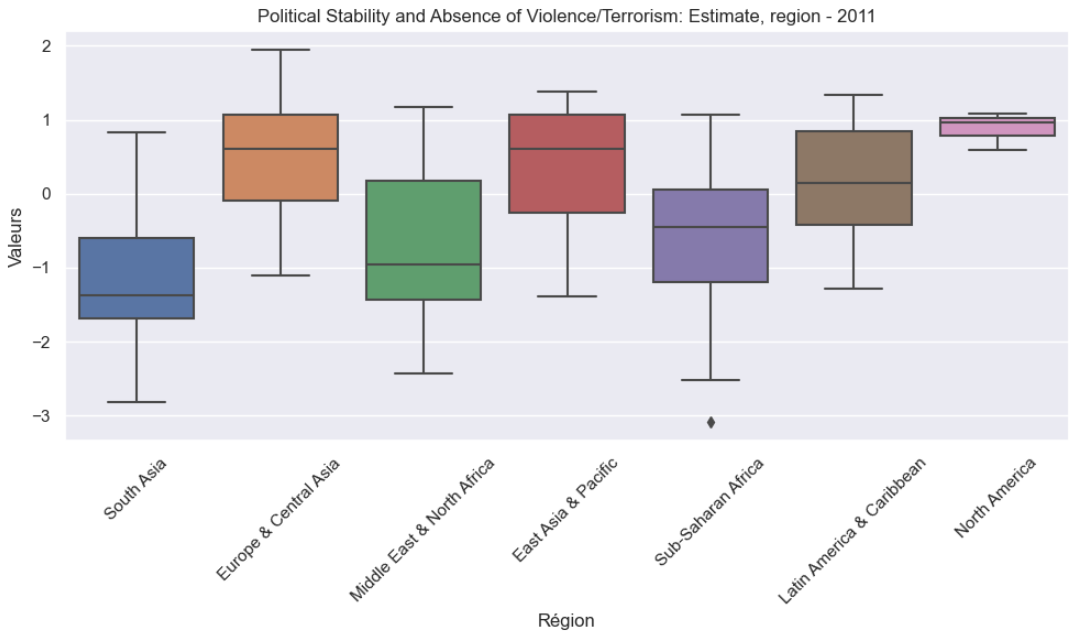 Political Stability and Absence of Violence/Terrorism: Estimate, region - 2011
2
1
0
−1
−2
−3
Valeurs
South Asia
Europe & Central Asia
Middle East & North Africa
East Asia & Pacific
Sub-Saharan Africa
Latin America & Caribbean
North America
Région